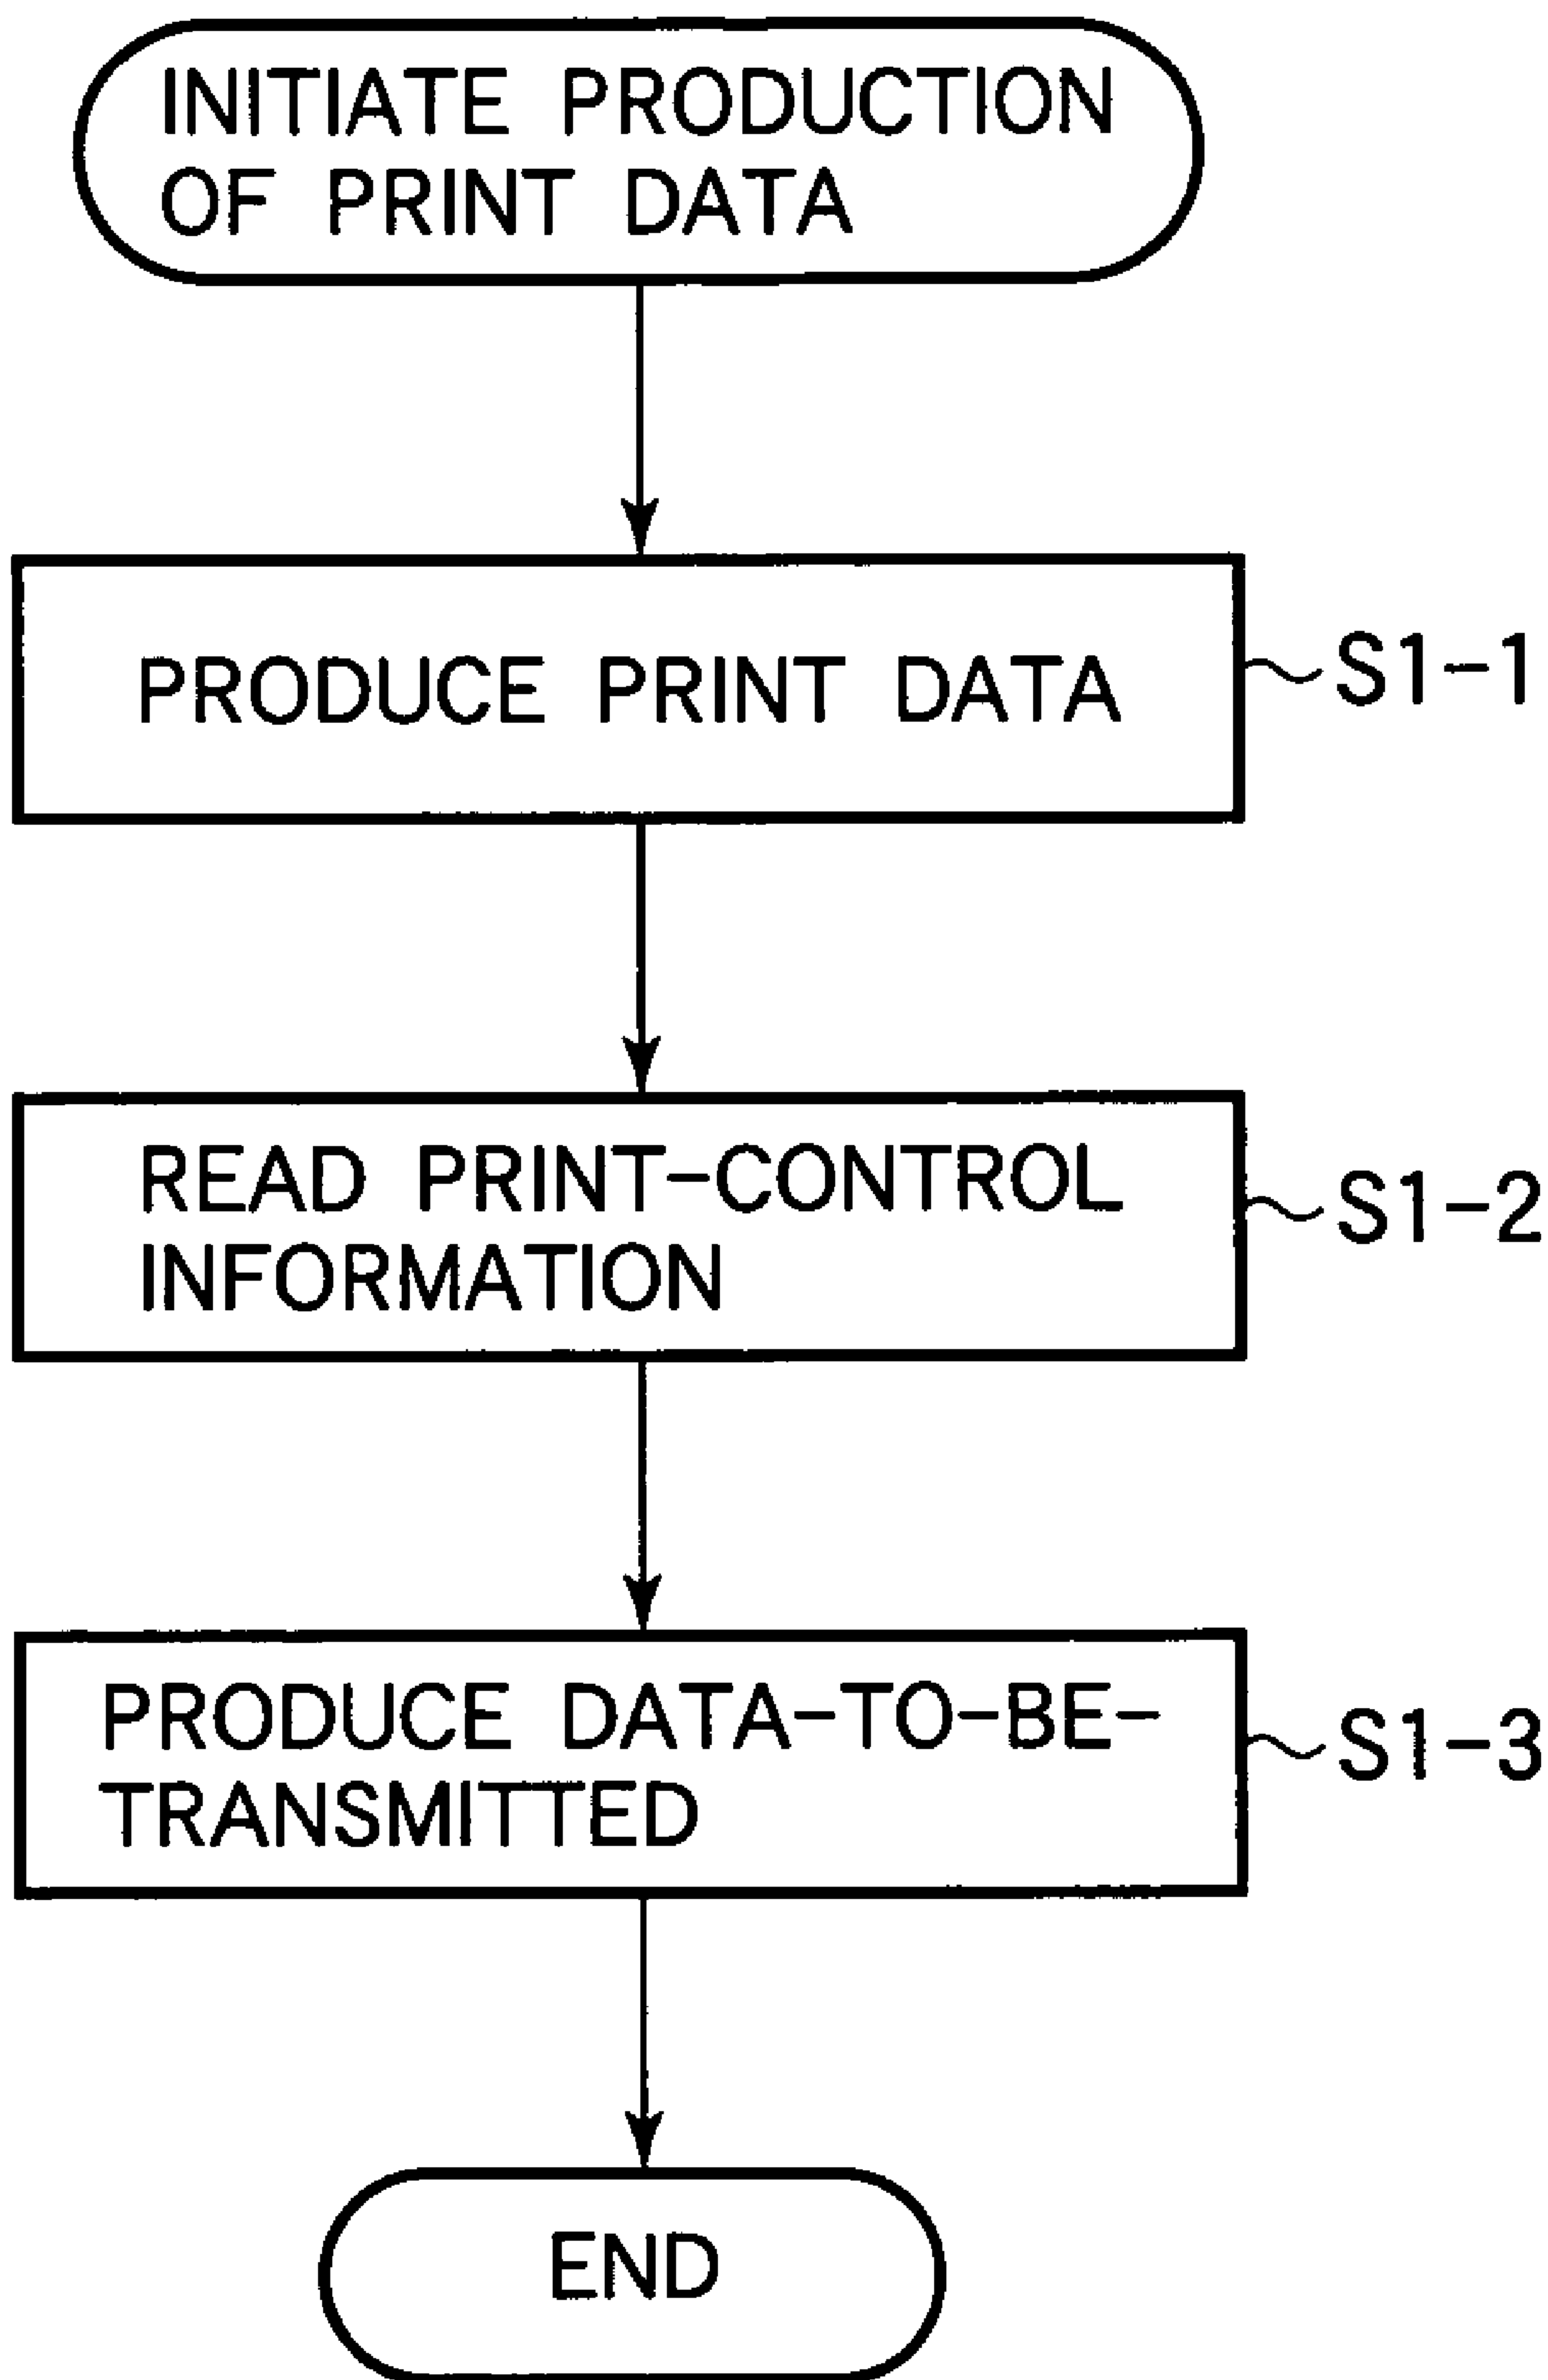 INITIATE PRODUCTION
OF PRINT DATA
PRODUCE PRINT DATA
S1-1
READ PRINT-CONTROL
INFORMATION
S1-2
PRODUCE DATA-TO-BE-
TRANSMITTED
S1-3
END